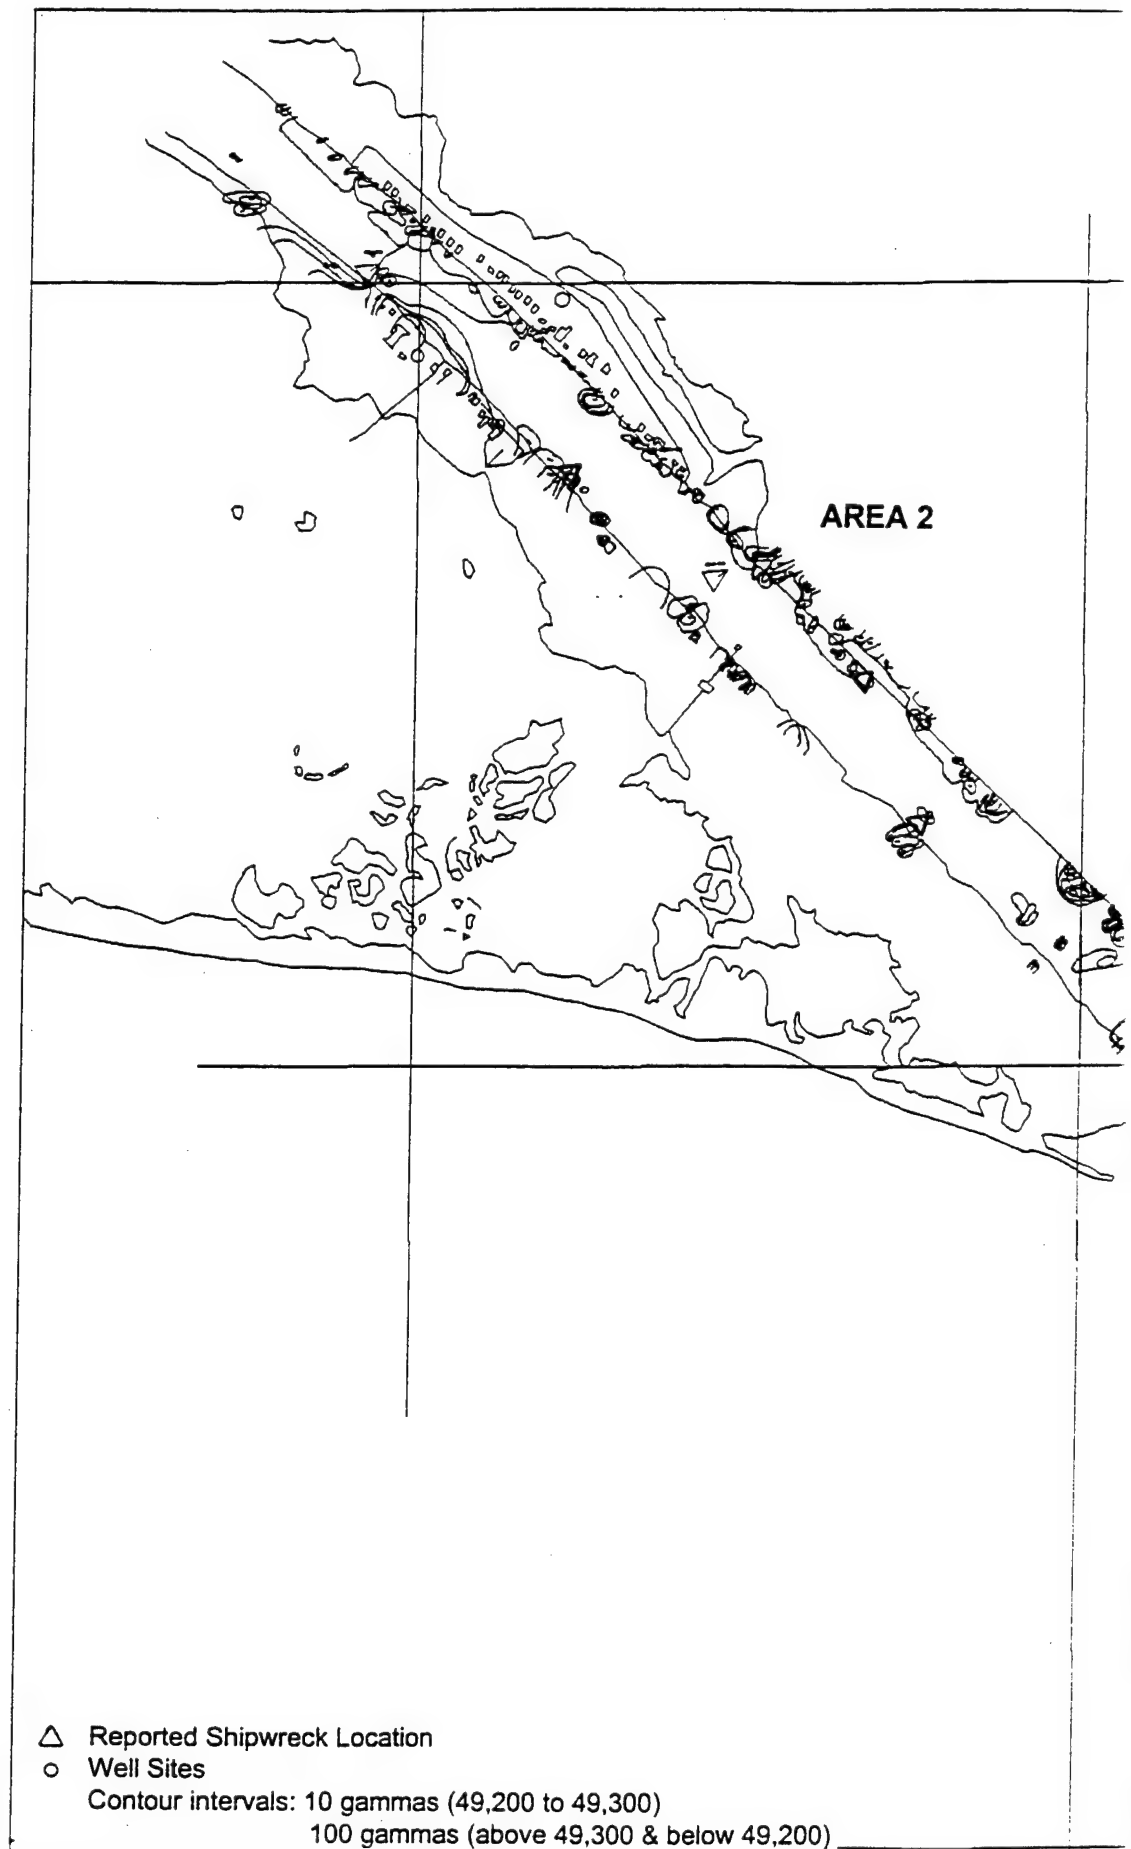 AREA 2
Reported Shipwreck Location
Well Sites
Contour intervals: 10 gammas (49,200 to 49,300)
100 gammas (above 49,300 & below 49,200)